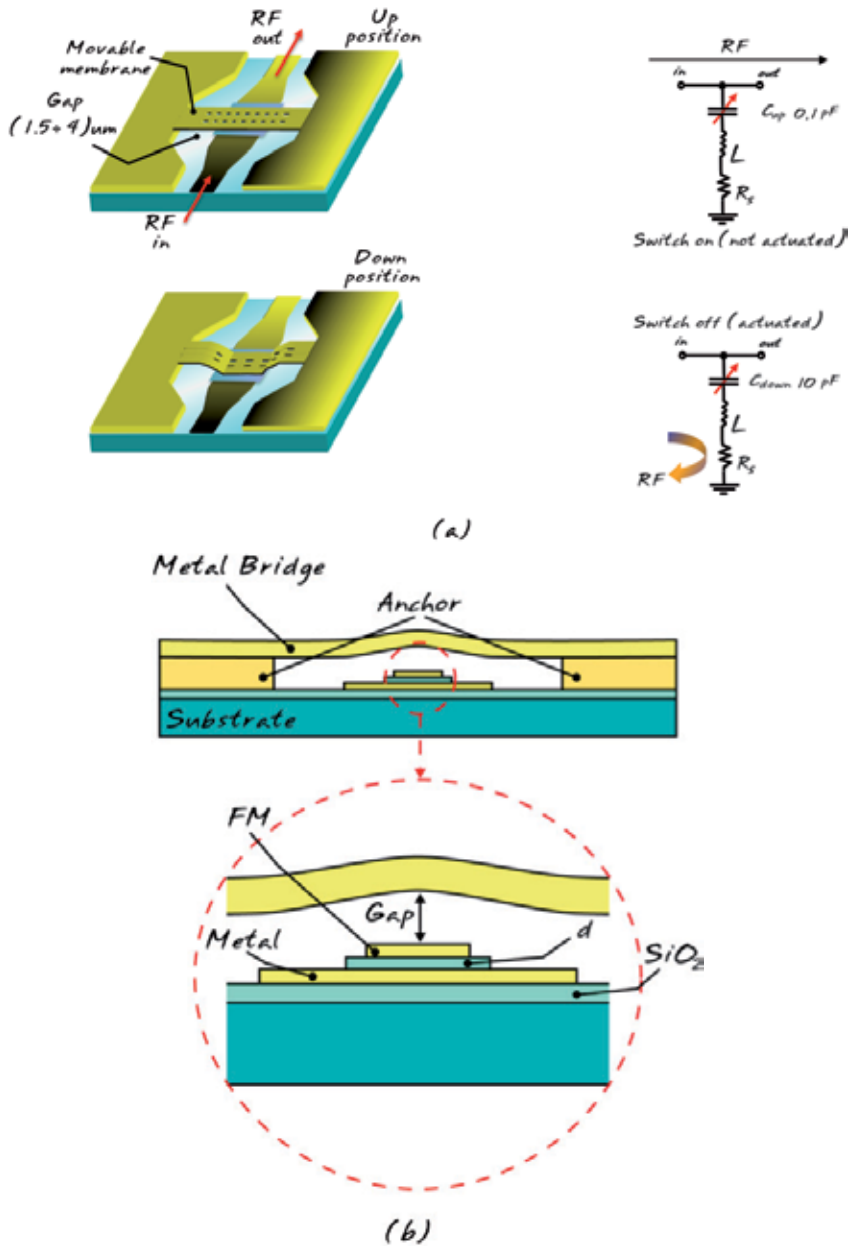 RF
out
Up
position
Movable
membrane
Gap
(1.5÷4)um
RF
in
RF
in
out
Cup 0,1 pF
L
Rs
Switch on (not actuated)
Down
position
Switch off (actuated)
in
out
Cdown 10 pF
L
Rs
RF
(a)
Metal Bridge
Anchor
Substrate
FM
Gap
d
Metal
SiO2
(b)